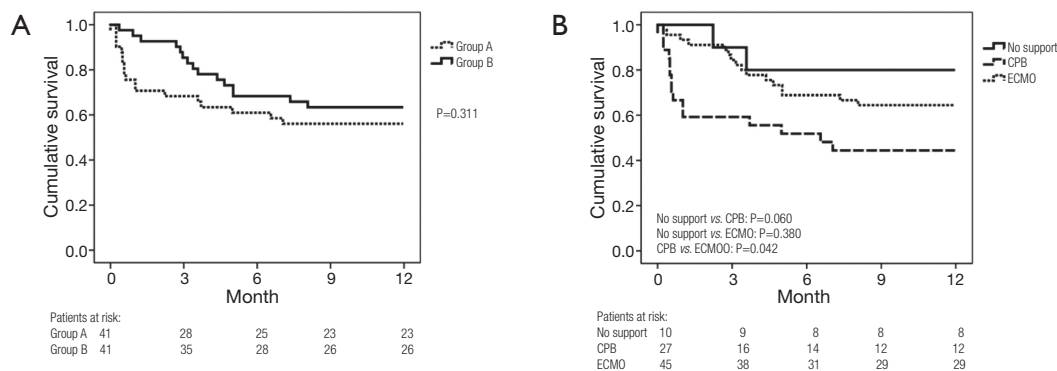 A
Cumulative survival
1.0
0.8
0.6
0.4
0.2
0.0
0 3 6 9 12
Month
Group A
Group B
P=0.311
Patients at risk:
Group A 41 28 25 23 23
Group B 41 35 28 26 26
B
Cumulative survival
1.0
0.8
0.6
0.4
0.2
0.0
No support vs. CPB: P=0.060
No support vs. ECMO: P=0.380
CPB vs. ECMOO: P=0.042
0 3 6 9 12
Month
No support
CPB
ECMO
Patients at risk:
No support 10 9 8 8 8
CPB 27 16 14 12 12
ECMO 45 38 31 29 29